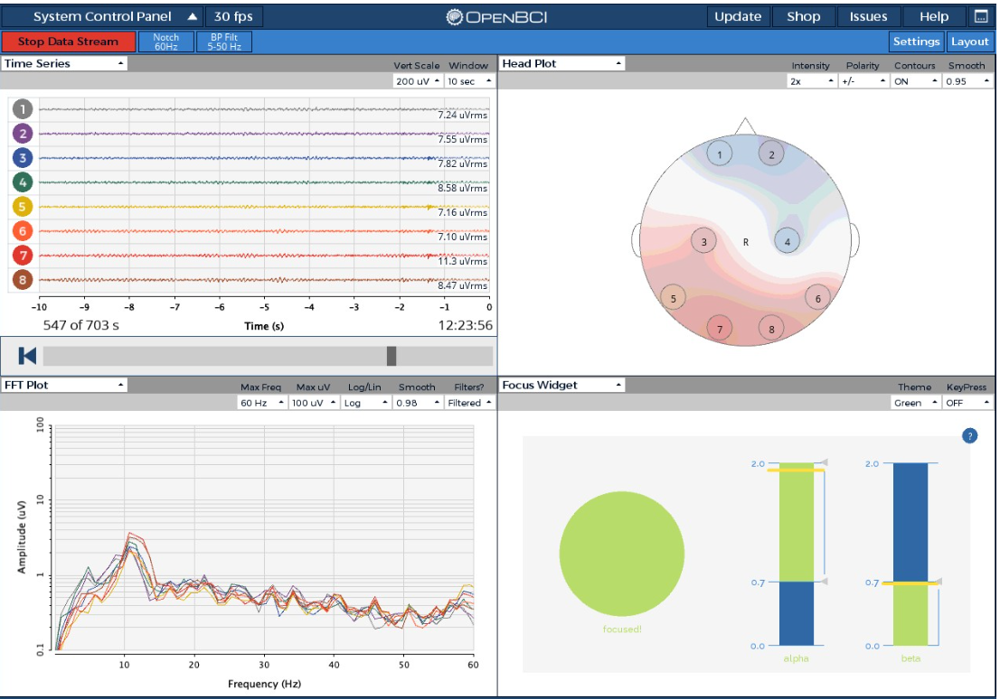 System Control Panel 30 fps OPENBCI Update Shop Issues Help
Stop Data Stream Notch 60Hz BP Filt 5-50 Hz Settings Layout
Time Series
Vert Scale Window
200 uV 10 sec
1 7.24 uVrms
2 7.55 uVrms
3 7.82 uVrms
4 8.58 uVrms
5 7.16 uVrms
6 7.10 uVrms
7 11.3 uVrms
8 8.47 uVrms
-10 -9 -8 -7 -6 -5 -4 -3 -2 -1 0
547 of 703 s Time (s) 12:23:56
Head Plot
Intensity Polarity Contours Smooth
2x +/- ON 0.95
1 2
3 R 4
5 6
7 8
FFT Plot
Max Freq Max uV Log/Lin Smooth Filters?
60 Hz 100 uV Log 0.98 Filtered
Amplitude (uV)
100
10
1
0.1
10 20 30 40 50 60
Frequency (Hz)
Focus Widget
Theme KeyPress
Green OFF
?
2.0 2.0
0.7 0.7
0.0 0.0
focused!
alpha beta